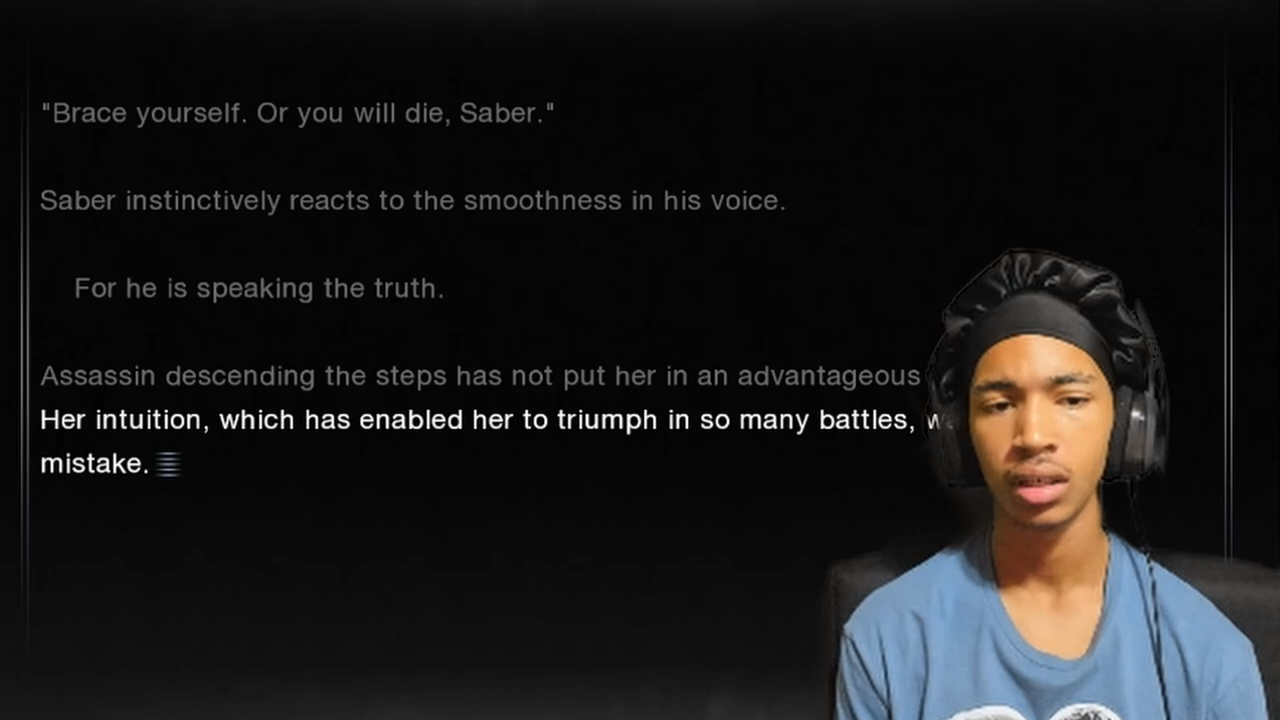 "Brace yourself. Or you will die, Saber."
Saber instinctively reacts to the smoothness in his voice.
For he is speaking the truth.
Assassin descending the steps has not put her in an advantageous
Her intuition, which has enabled her to triumph in so many battles,
mistake.